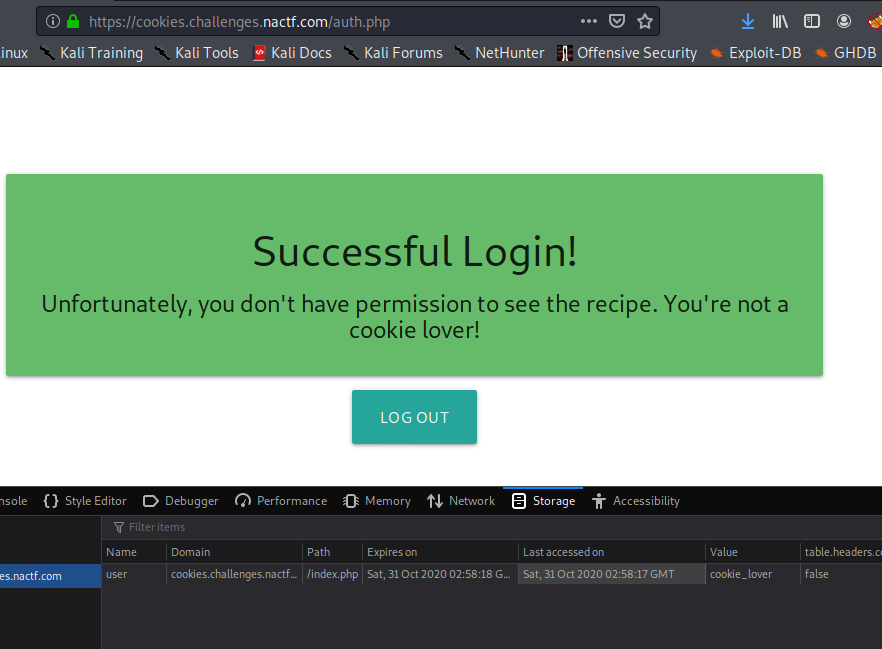 https://cookies.challenges.nactf.com/auth.php
inux Kali Training Kali Tools Kali Docs Kali Forums NetHunter Offensive Security Exploit-DB GHDB
Successful Login!
Unfortunately, you don't have permission to see the recipe. You're not a
cookie lover!
LOG OUT
nsole Style Editor Debugger Performance Memory Network Storage Accessibility
Filter items
Name Domain Path Expires on Last accessed on Value table.headers.co
es.nactf.com user cookies.challenges.nactf... /index.php Sat, 31 Oct 2020 02:58:18 G... Sat, 31 Oct 2020 02:58:17 GMT cookie_lover false